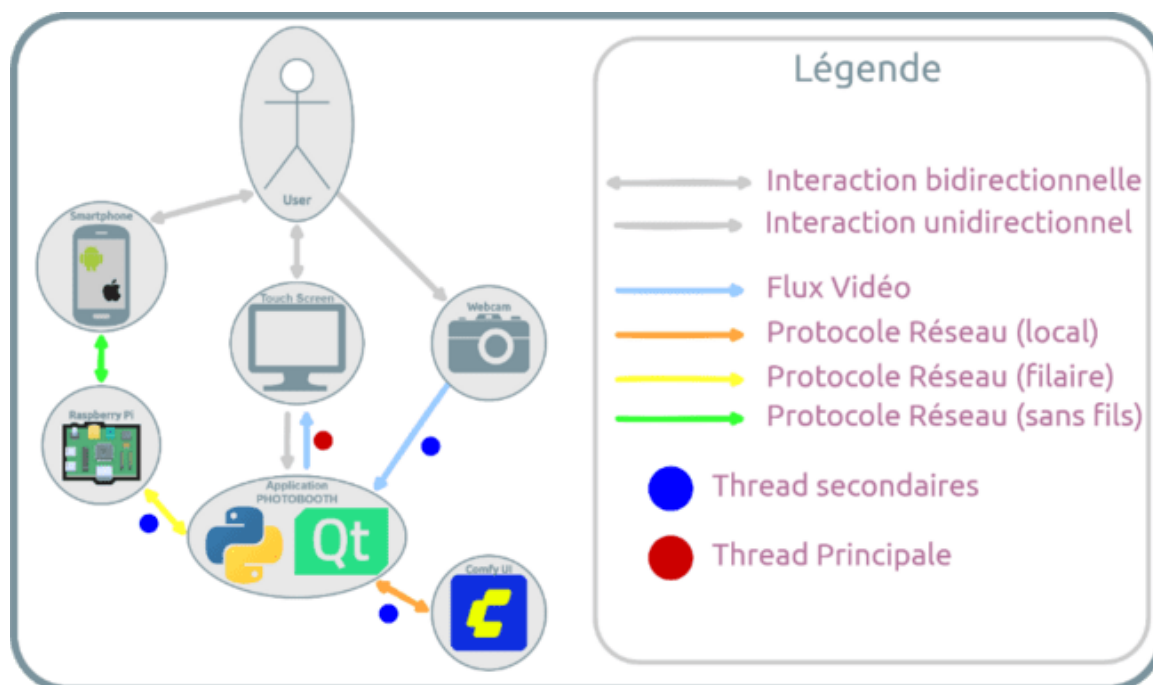 User
Smartphone
Touch Screen
Webcam
Raspberry Pi
Application
PHOTOBOOTH
Qt
Comfy Ui
Légende
Interaction bidirectionnelle
Interaction unidirectionnel
Flux Vidéo
Protocole Réseau (local)
Protocole Réseau (filaire)
Protocole Réseau (sans fils)
Thread secondaires
Thread Principale